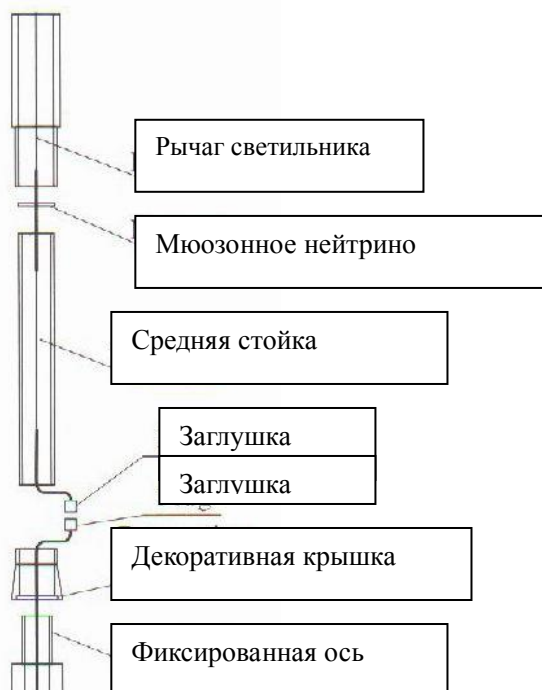 Рычаг светильника
Мюозонное нейтрино
Средняя стойка
Заглушка
Заглушка
Декоративная крышка
Фиксированная ось